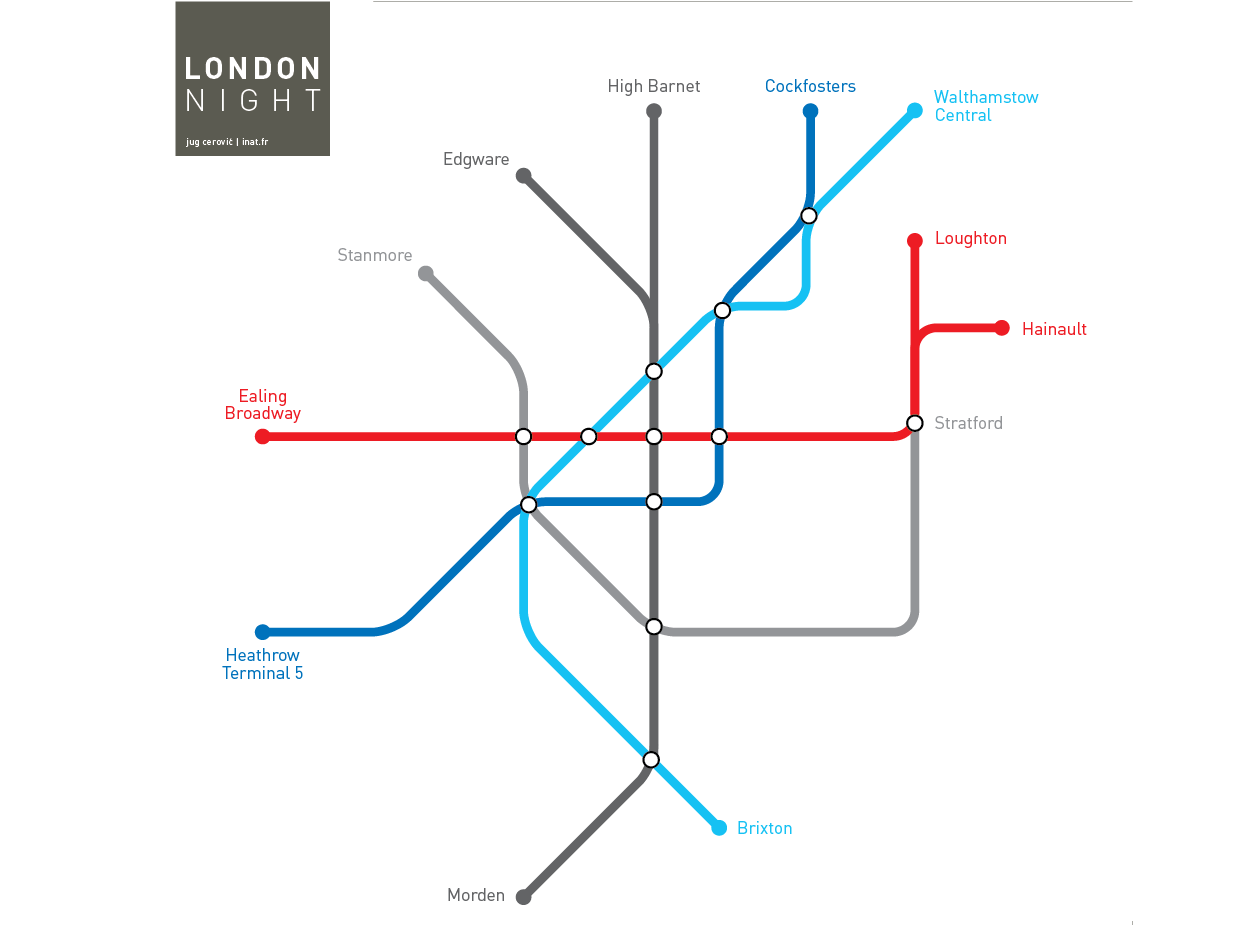 LONDON
NIGHT
jug cerović | inat.fr
High Barnet
Cockfosters
Walthamstow
Central
Edgware
Loughton
Stanmore
Hainault
Ealing
Broadway
Stratford
Heathrow
Terminal 5
Brixton
Morden